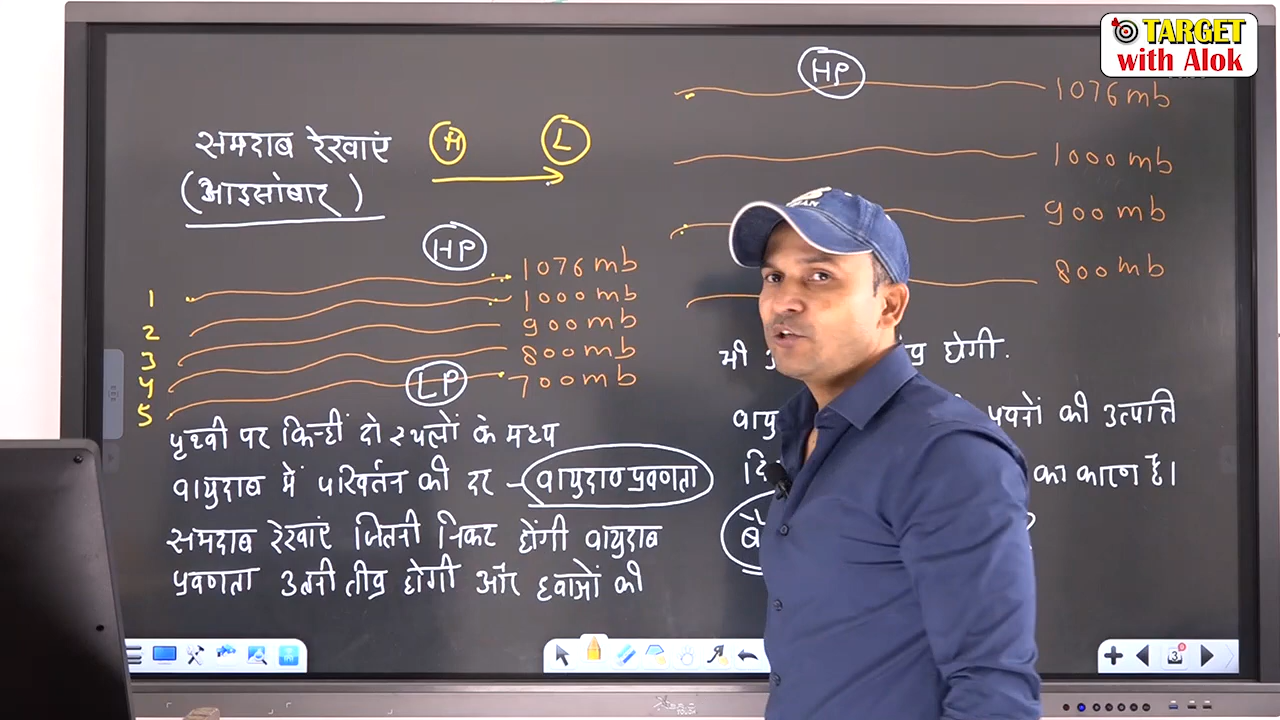 TARGET
with Alok
समदाब रेखाएं
(आइसोबार)
H L
HP
1076 mb
1000 mb
900 mb
800 mb
700 mb
LP
1
2
3
4
5
पृथ्वी पर किन्हीं दो स्थलों के मध्य
वायुदाब में परिवर्तन की दर - वायुदाब प्रवणता
समदाब रेखाएं जितनी निकट होंगी वायुदाब
प्रवणता उतनी तीव्र होगी और हवाओं की
HP
1076 mb
1000 mb
900 mb
800 mb
भी होगी.
पवनों की उत्पत्ति
का कारण है।